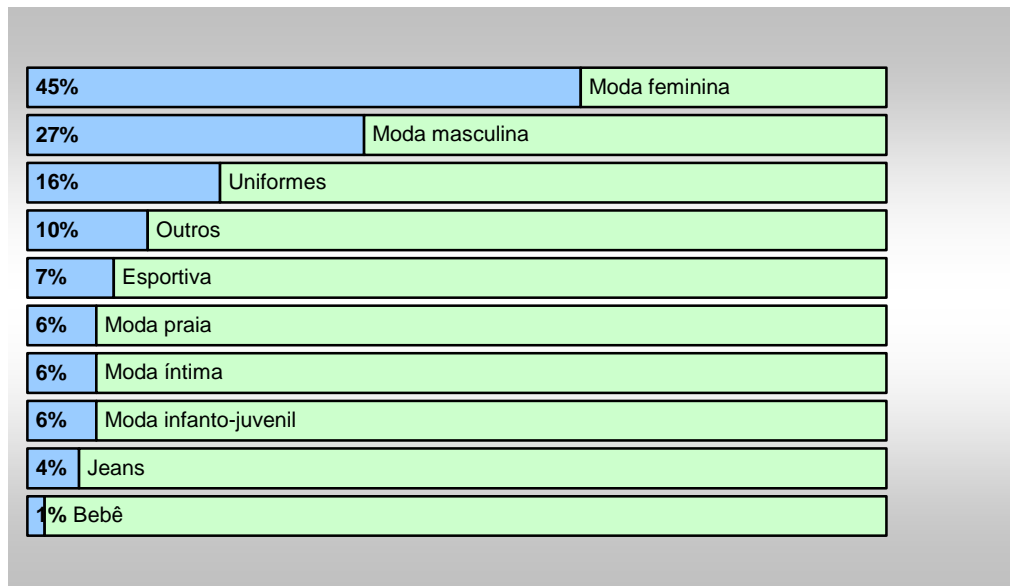 45% Moda feminina
27% Moda masculina
16% Uniformes
10% Outros
7% Esportiva
6% Moda praia
6% Moda íntima
6% Moda infanto-juvenil
4% Jeans
1% Bebê